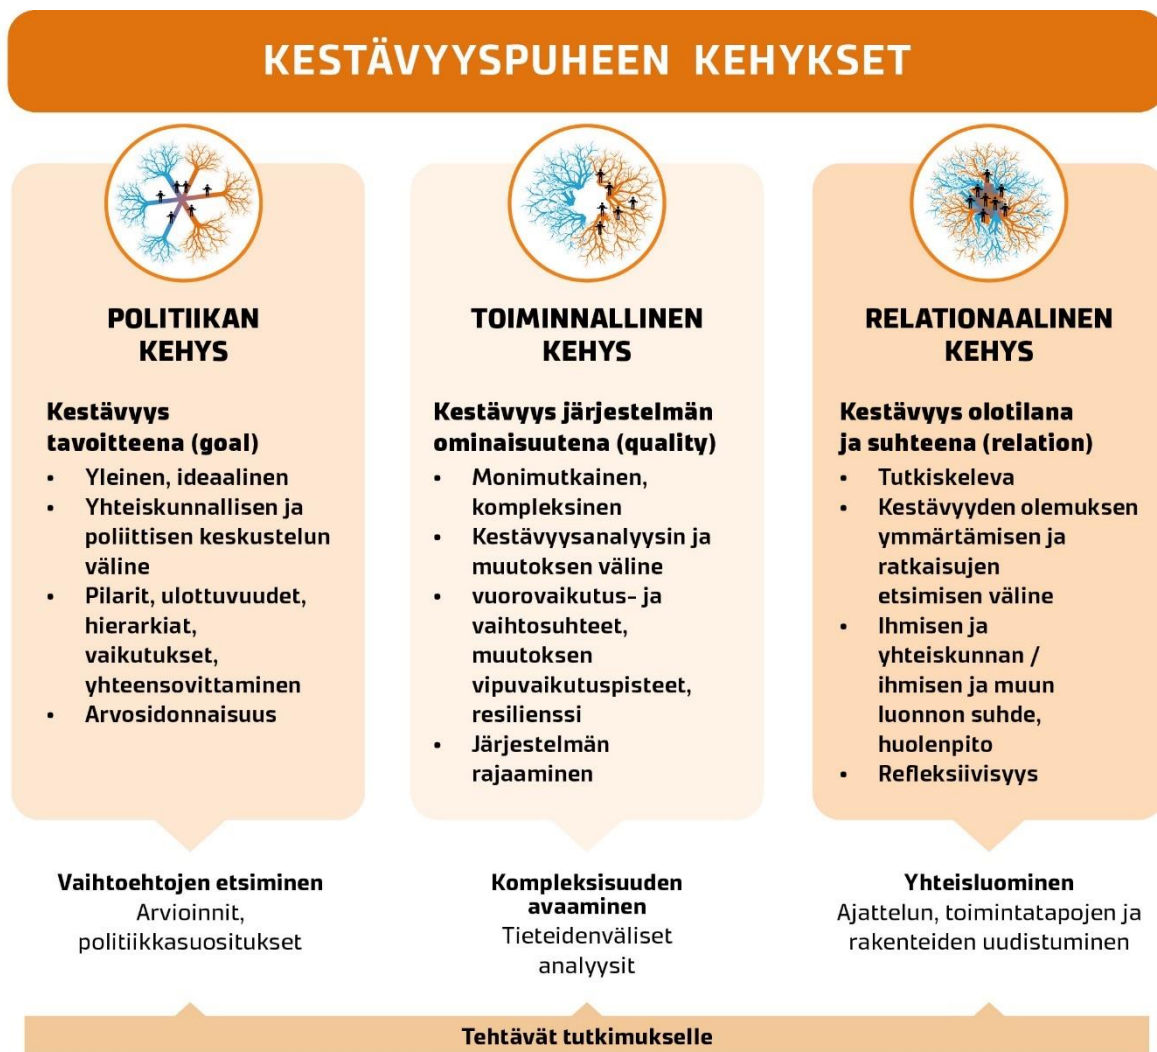 KESTÄVYYSPUHEEN KEHYKSET
POLITIIKAN
KEHYS
Kestävyys
tavoitteena (goal)
• Yleinen, ideaalinen
• Yhteiskunnallisen ja
poliittisen keskustelun
väline
• Pilarit, ulottuvuudet,
hierarkiat,
vaikutukset,
yhteensovittaminen
• Arvosidonnaisuus
Vaihtoehtojen etsiminen
Arvioinnit,
politiikkasuositukset
TOIMINNALLINEN
KEHYS
Kestävyys järjestelmän
ominaisuutena (quality)
• Monimutkainen,
kompleksinen
• Kestävyysanalyysin ja
muutoksen väline
• vuorovaikutus- ja
vaihtosuhteet,
muutoksen
vipuvaikutuspisteet,
resilienssi
• Järjestelmän
rajaaminen
Kompleksisuuden
avaaminen
Tieteidenväliset
analyysit
RELATIONAALINEN
KEHYS
Kestävyys olotilana
ja suhteena (relation)
• Tutkiskeleva
• Kestävyyden olemuksen
ymmärtämisen ja
ratkaisujen
etsimisen väline
• Ihmisen ja
yhteiskunnan /
ihmisen ja muun
luonnon suhde,
huolenpito
• Refleksiivisyys
Yhteisluominen
Ajattelun, toimintatapojen ja
rakenteiden uudistuminen
Tehtävät tutkimukselle